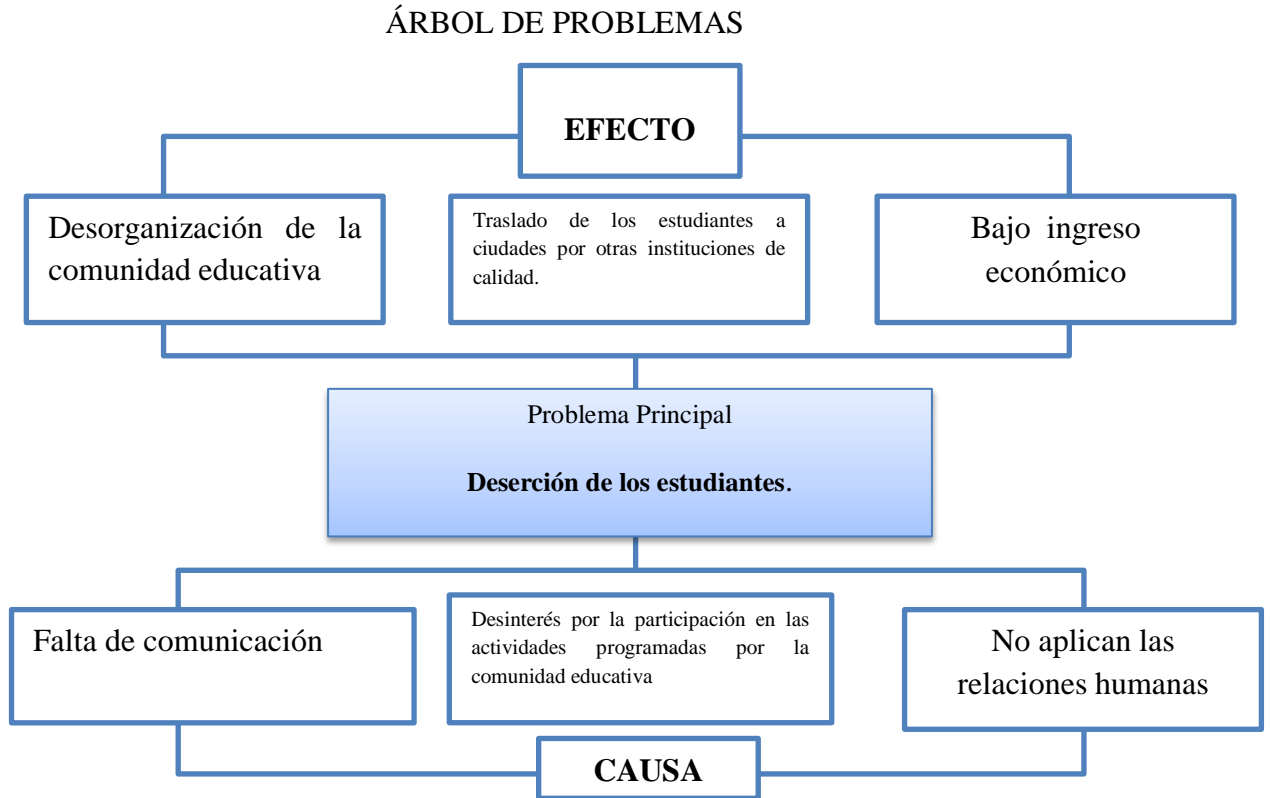 ÁRBOL DE PROBLEMAS
EFECTO
Desorganización de la
comunidad educativa
Traslado de los estudiantes a
ciudades por otras instituciones de
calidad.
Bajo ingreso
económico
Problema Principal
Deserción de los estudiantes.
Falta de comunicación
Desinterés por la participación en las
actividades programadas por la
comunidad educativa
No aplican las
relaciones humanas
CAUSA